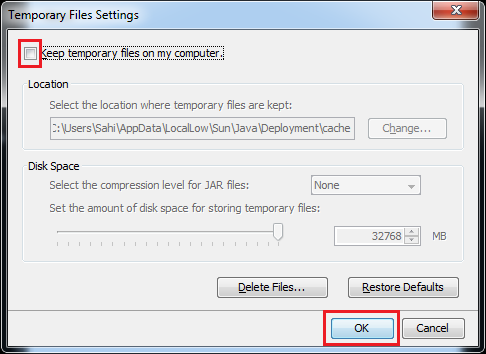 Temporary Files Settings
Keep temporary files on my computer.
Location
Select the location where temporary files are kept:
C:\Users\Sahi\AppData\LocalLow\Sun\Java\Deployment\cache
Change...
Disk Space
Select the compression level for JAR files:
None
Set the amount of disk space for storing temporary files:
32768 MB
Delete Files...
Restore Defaults
OK
Cancel